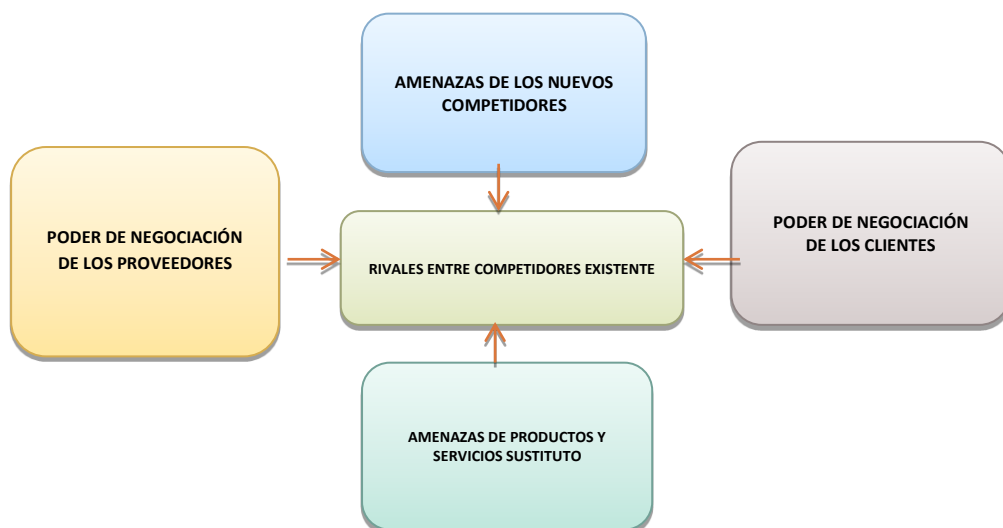 AMENAZAS DE LOS NUEVOS
COMPETIDORES
PODER DE NEGOCIACIÓN
DE LOS PROVEEDORES
RIVALES ENTRE COMPETIDORES EXISTENTE
PODER DE NEGOCIACIÓN
DE LOS CLIENTES
AMENAZAS DE PRODUCTOS Y
SERVICIOS SUSTITUTO